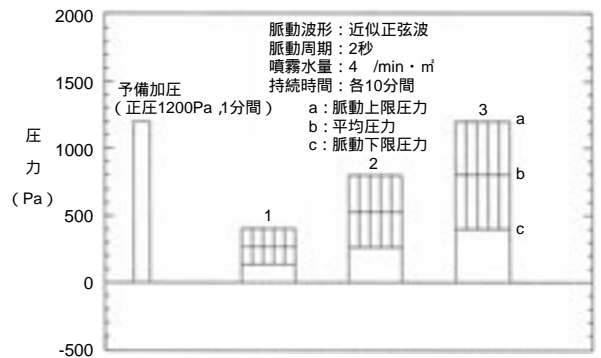 2000
1500
1000
500
0
-500
圧
力
(Pa)
脈動波形：近似正弦波
脈動周期：2秒
噴霧水量：4 /min・㎡
持続時間：各10分間
a：脈動上限圧力
b：平均圧力
c：脈動下限圧力
予備加圧
（正圧1200Pa ,1分間）
1
2
3
a
b
c